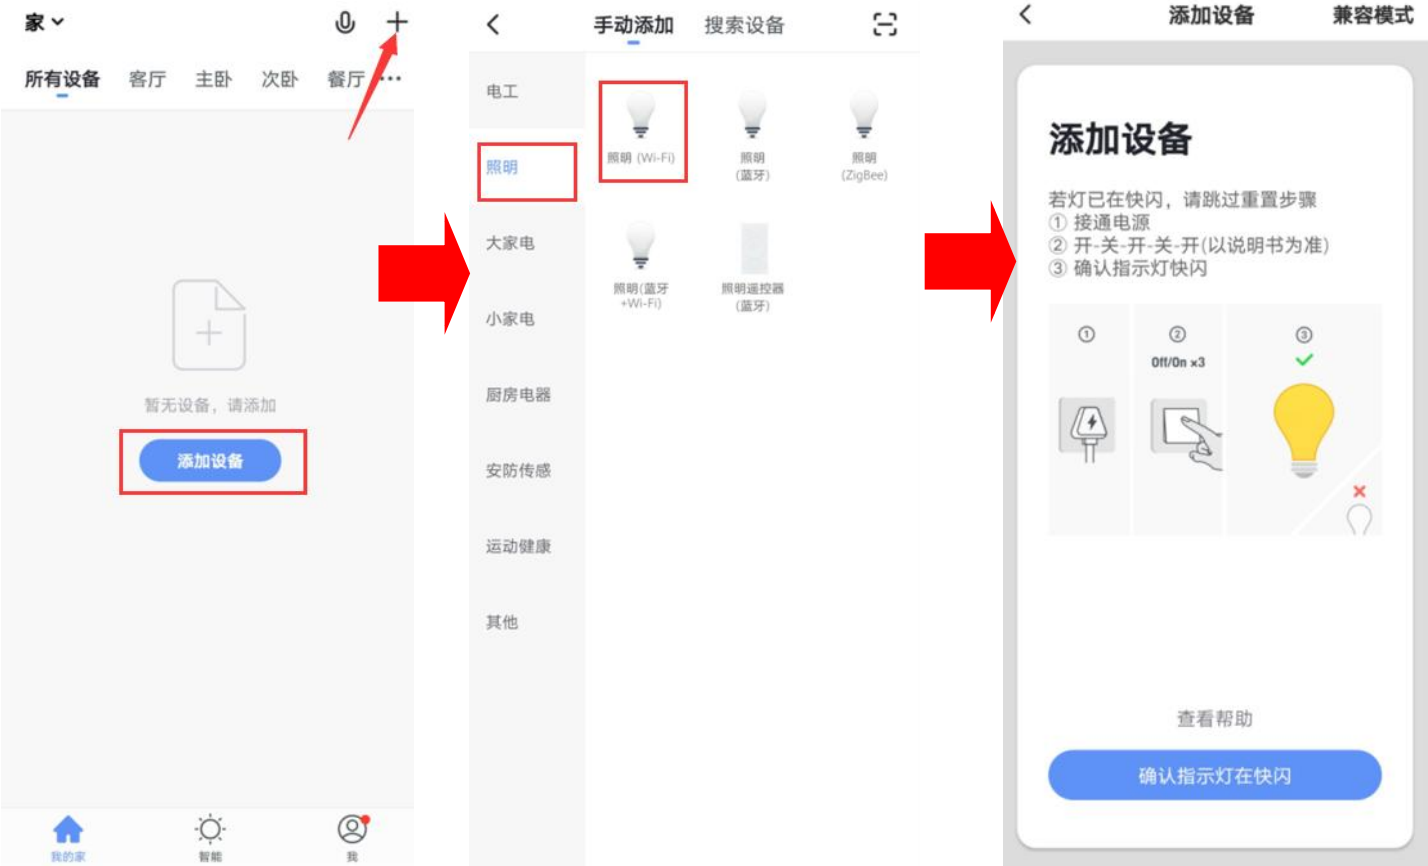 家
所有设备 客厅 主卧 次卧 餐厅 ···
暂无设备，请添加
添加设备
我的家 智能 我
手动添加 搜索设备
电工
照明
大家电
小家电
厨房电器
安防传感
运动健康
其他
照明 (Wi-Fi)
照明
(蓝牙)
照明
(ZigBee)
照明(蓝牙
+Wi-Fi)
照明遥控器
(蓝牙)
添加设备 兼容模式
添加设备
若灯已在快闪，请跳过重置步骤
① 接通电源
② 开-关-开-关-开(以说明书为准)
③ 确认指示灯快闪
① ② ③
Off/On ×3
查看帮助
确认指示灯在快闪